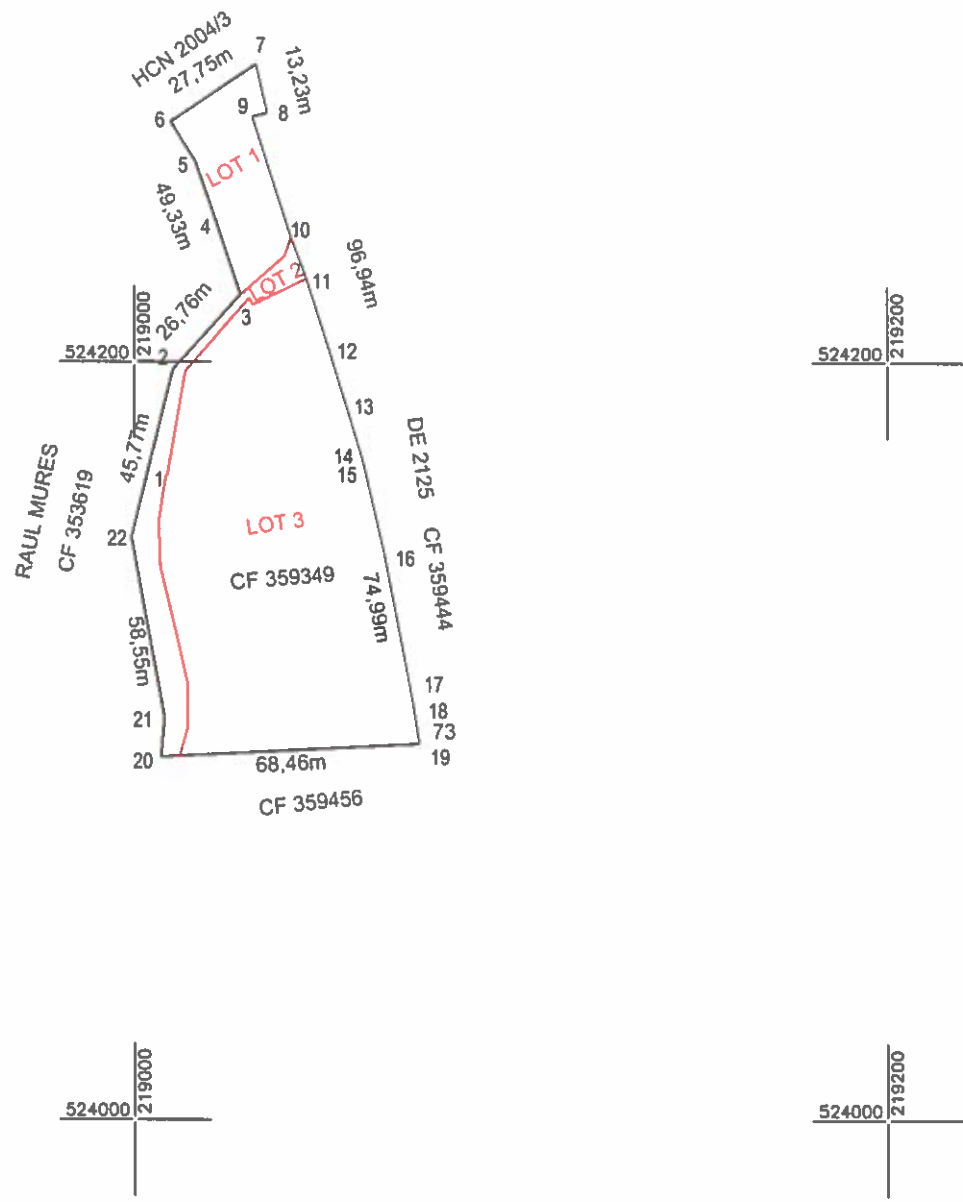 HCN 2004/3
27,75m
7
13,23m
9
8
6
5
LOT 1
49,33m
4
10
96,94m
LOT 2
11
26,76m
3
219000
524200
2
219200
524200
12
13
45,77m
14
15
DE 2125
CF 359444
RAUL MURES
CF 353619
1
22
LOT 3
CF 359349
16
74,99m
58,55m
17
18
73
19
21
20
68,46m
CF 359456
219000
524000
219200
524000